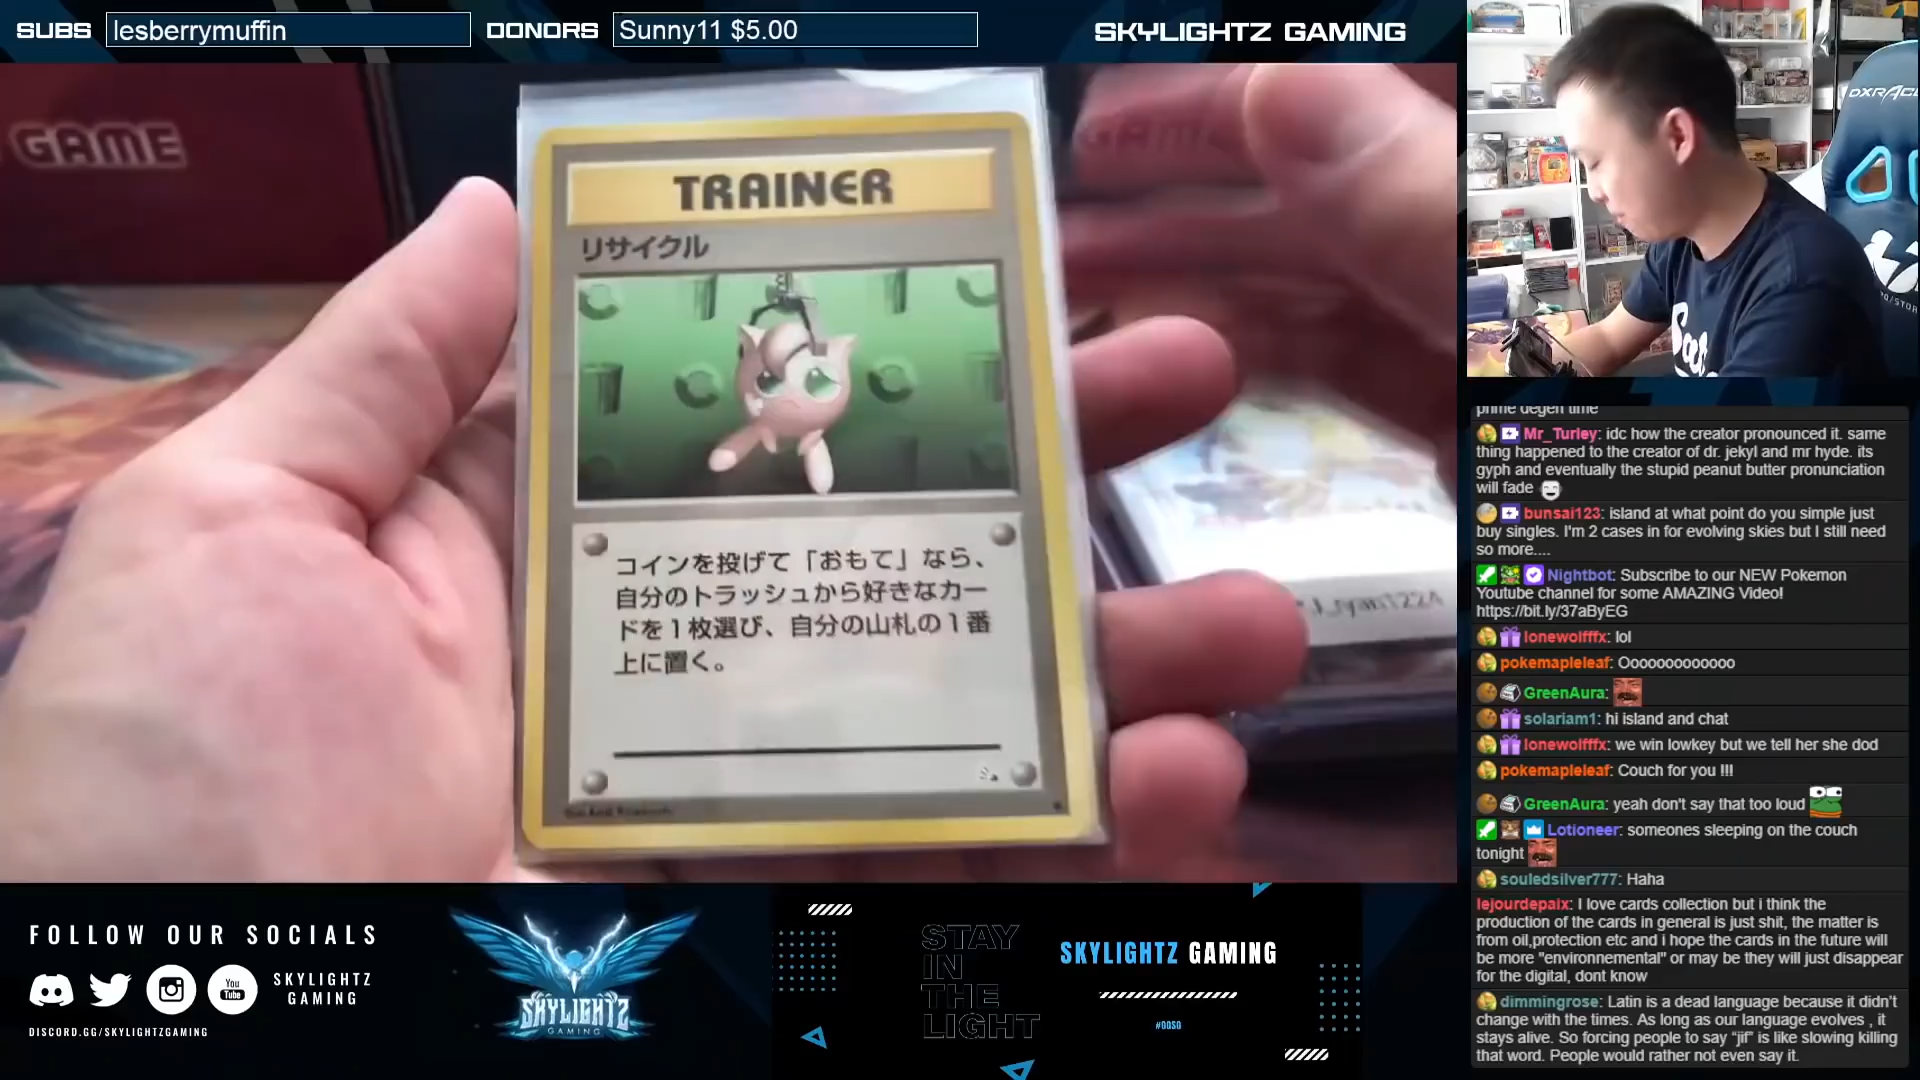 SUBS lesberrymuffin DONORS Sunny11 $5.00 SKYLIGHTZ GAMING
GAME
TRAINER
リサイクル
コインを投げて「おもて」なら、
自分のトラッシュから好きなカー
ドを1枚選び、自分の山札の1番
上に置く。
DXRACER
prime degen time
Mr_Turley: idc how the creator pronounced it. same
thing happened to the creator of dr. jekyl and mr hyde. its
gyph and eventually the stupid peanut butter pronunciation
will fade
bunsai123: island at what point do you simple just
buy singles. I'm 2 cases in for evolving skies but I still need
so more....
Nightbot: Subscribe to our NEW Pokemon
Youtube channel for some AMAZING Video!
https://bit.ly/37aByEG
lonewolfffx: lol
pokemapleleaf: Oooooooooooo
GreenAura:
solariam1: hi island and chat
lonewolfffx: we win lowkey but we tell her she dod
pokemapleleaf: Couch for you !!!
GreenAura: yeah don't say that too loud
Lotioneer: someones sleeping on the couch
tonight
souledsilver777: Haha
lejourdepaix: I love cards collection but i think the
production of the cards in general is just shit, the matter is
from oil,protection etc and i hope the cards in the future will
be more "environnemental" or may be they will just disappear
for the digital, dont know
dimmingrose: Latin is a dead language because it didn't
change with the times. As long as our language evolves , it
stays alive. So forcing people to say "jif" is like slowing killing
that word. People would rather not even say it.
FOLLOW OUR SOCIALS
You
Tube
SKYLIGHTZ
GAMING
DISCORD.GG/SKYLIGHTZGAMING
SKYLIGHTZ
GAMING
STAY
IN
THE
LIGHT
SKYLIGHTZ GAMING